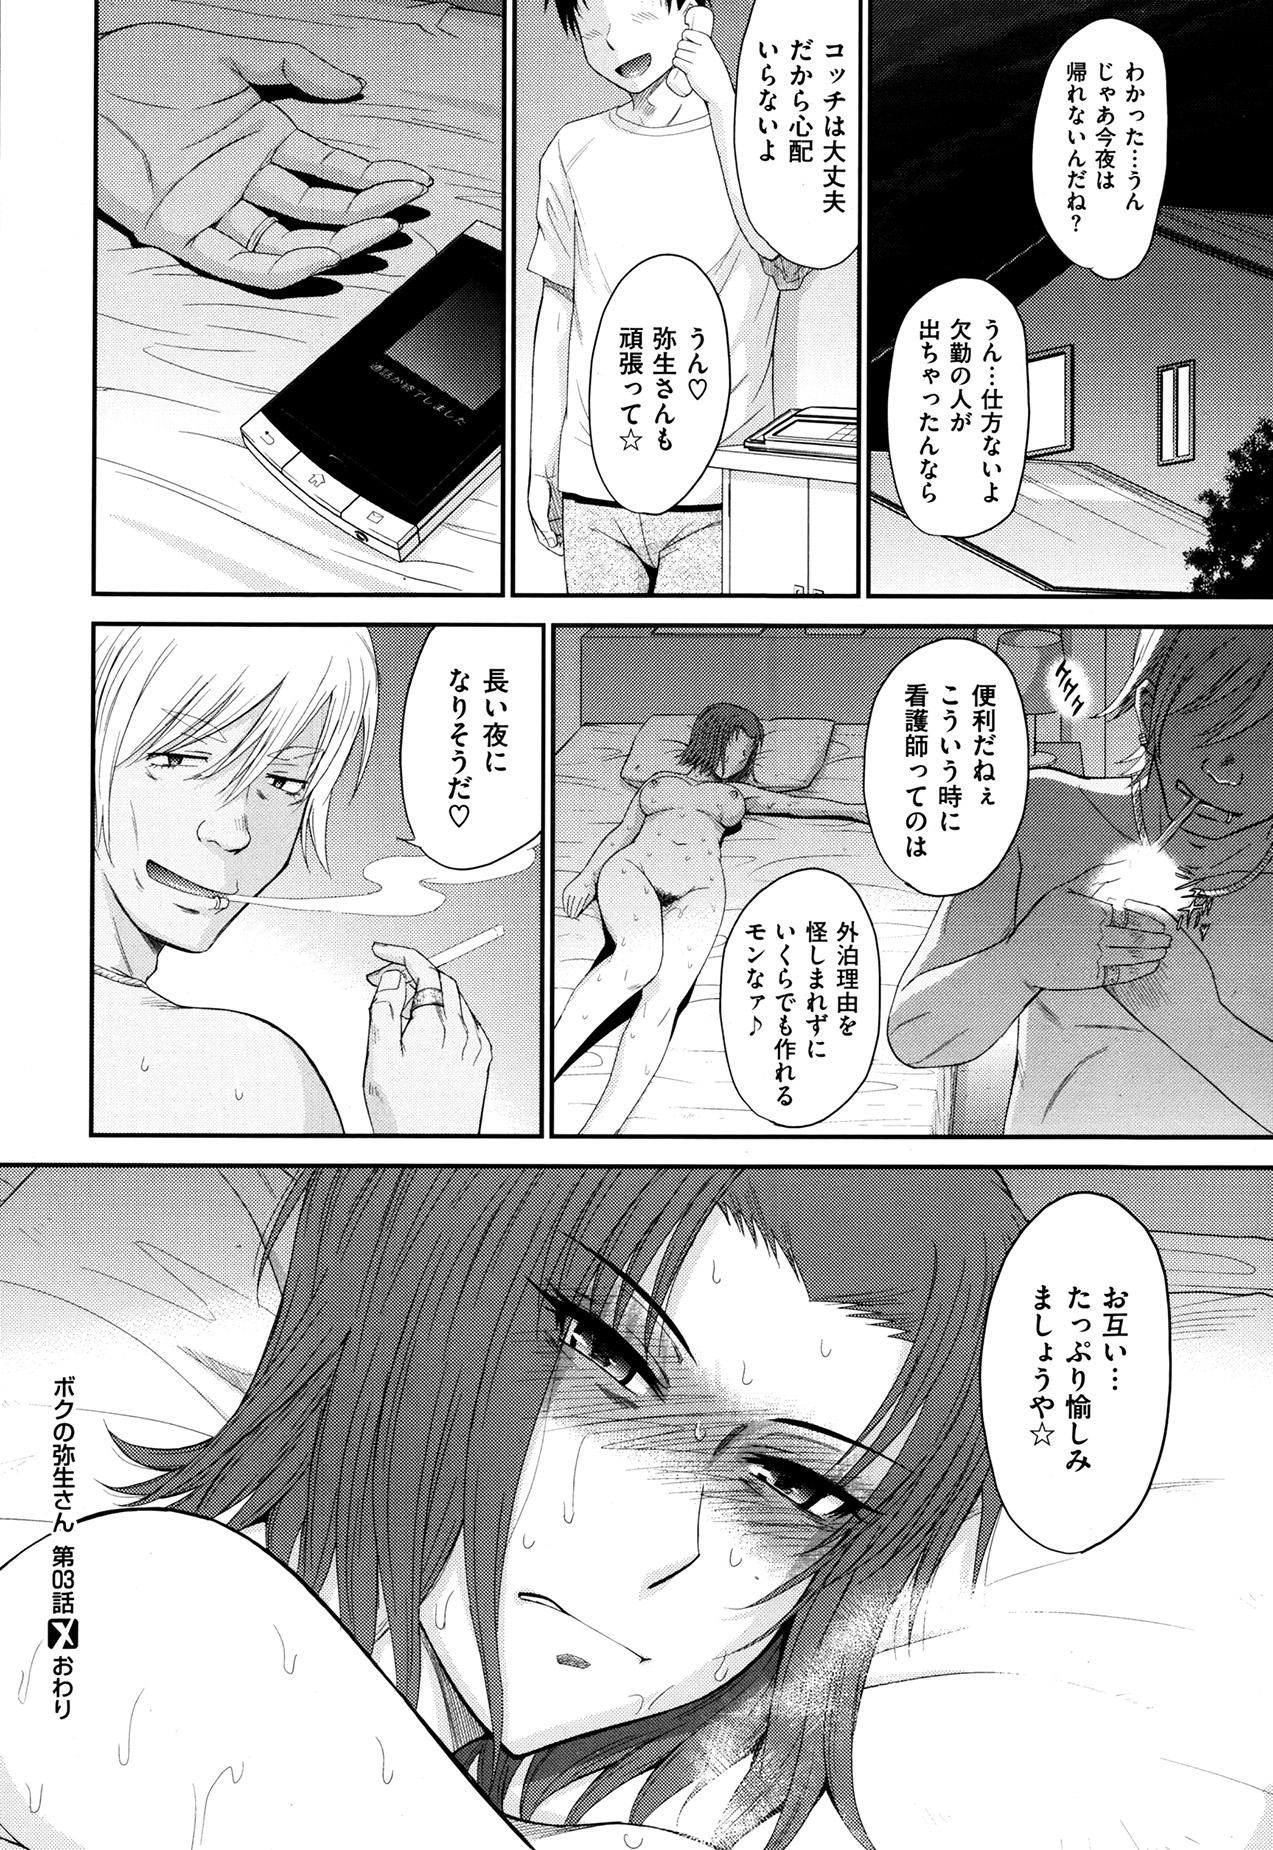 わかった…うん
じゃあ今夜は
帰れないんだね?
うん…仕方ないよ
欠勤の人が
出ちゃったんなら
コッチは大丈夫
だから心配
いらないよ
うん♡
弥生さんも
頑張って☆
通話が終了しました
便利だねぇ
こういう時に
看護師ってのは
外泊理由を
怪しまれずに
いくらでも作れる
モンなァ♪
長い夜に
なりそうだ♡
お互い…
たっぷり愉しみ
ましょうや☆
ボクの弥生さん 第03話 X おわり